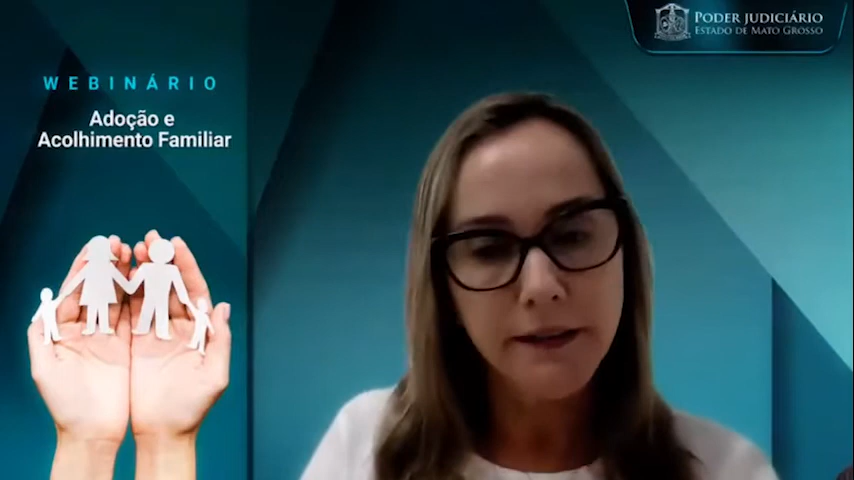 WEBINÁRIO
Adoção e
Acolhimento Familiar
PODER JUDICIÁRIO
ESTADO DE MATO GROSSO